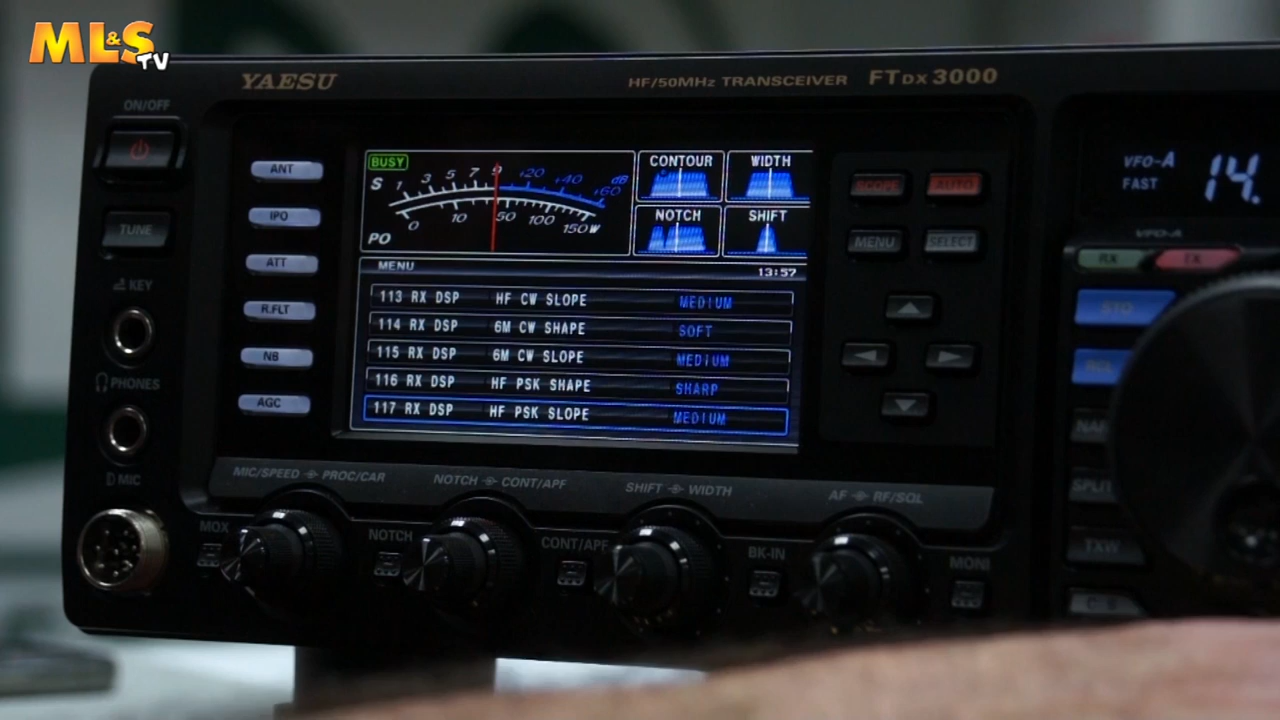 ML&S TV
YAESU
HF/50MHz TRANSCEIVER FTDX 3000
ON/OFF
TUNE
KEY
PHONES
MIC
ANT
IPO
ATT
R.FLT
NB
AGC
BUSY
S 1 3 5 7 9 +20 +40 +60 dB
0 10 50 100 150W
PO
CONTOUR
WIDTH
NOTCH
SHIFT
MENU 13:57
113 RX DSP HF CW SLOPE MEDIUM
114 RX DSP 6M CW SHAPE SOFT
115 RX DSP 6M CW SLOPE MEDIUM
116 RX DSP HF PSK SHAPE SHARP
117 RX DSP HF PSK SLOPE MEDIUM
SCOPE
AUTO
MENU
SELECT
VFO-A
FAST
14.
VFO-A
RX
TX
STO
SPLIT
TXW
MIC/SPEED PROC/CAR
NOTCH CONT/APF
SHIFT WIDTH
AF RF/SQL
MOX
NOTCH
CONT/APF
BK-IN
MONI